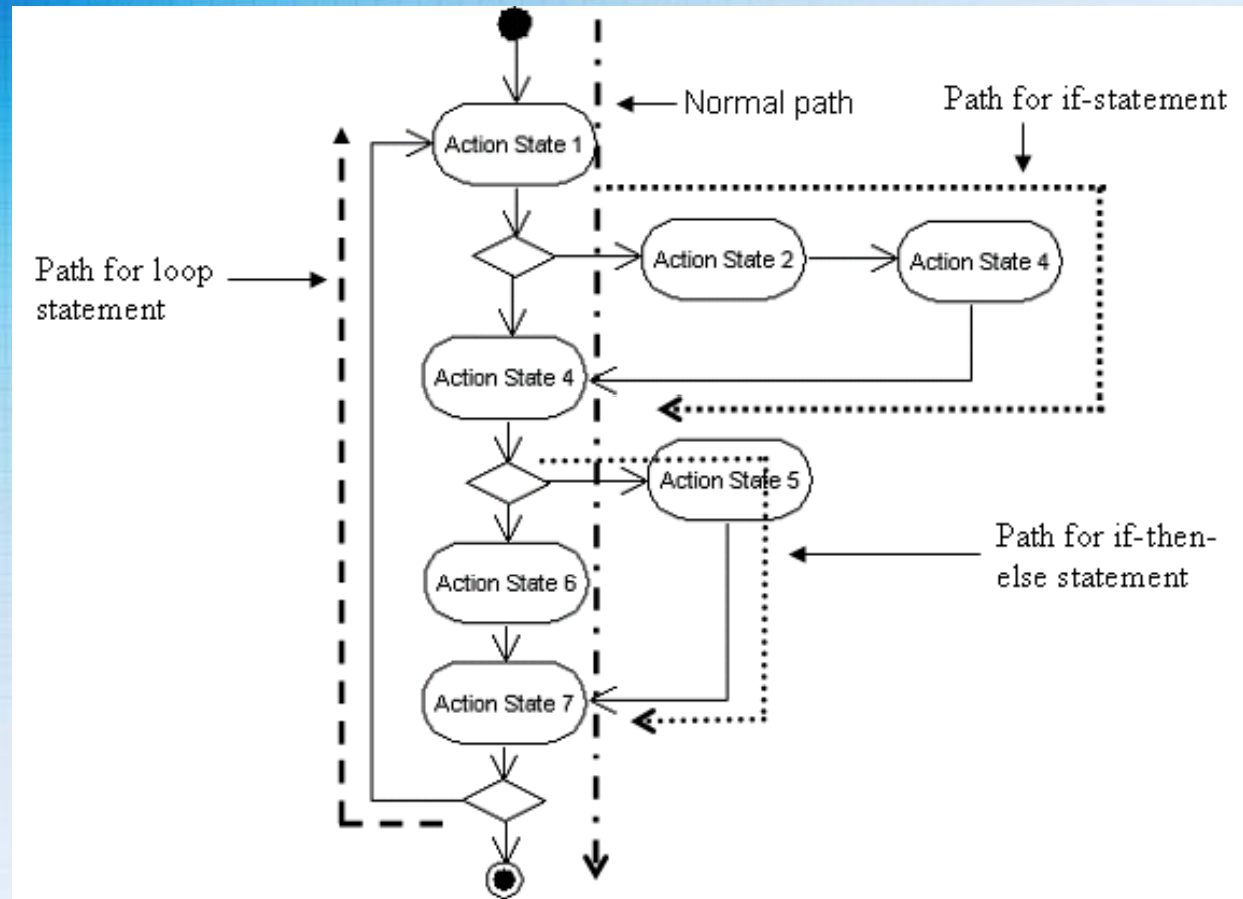 Normal path
Path for if-statement
Action State 1
Action State 2
Action State 4
Path for loop
statement
Action State 4
Action State 5
Path for if-then-
else statement
Action State 6
Action State 7